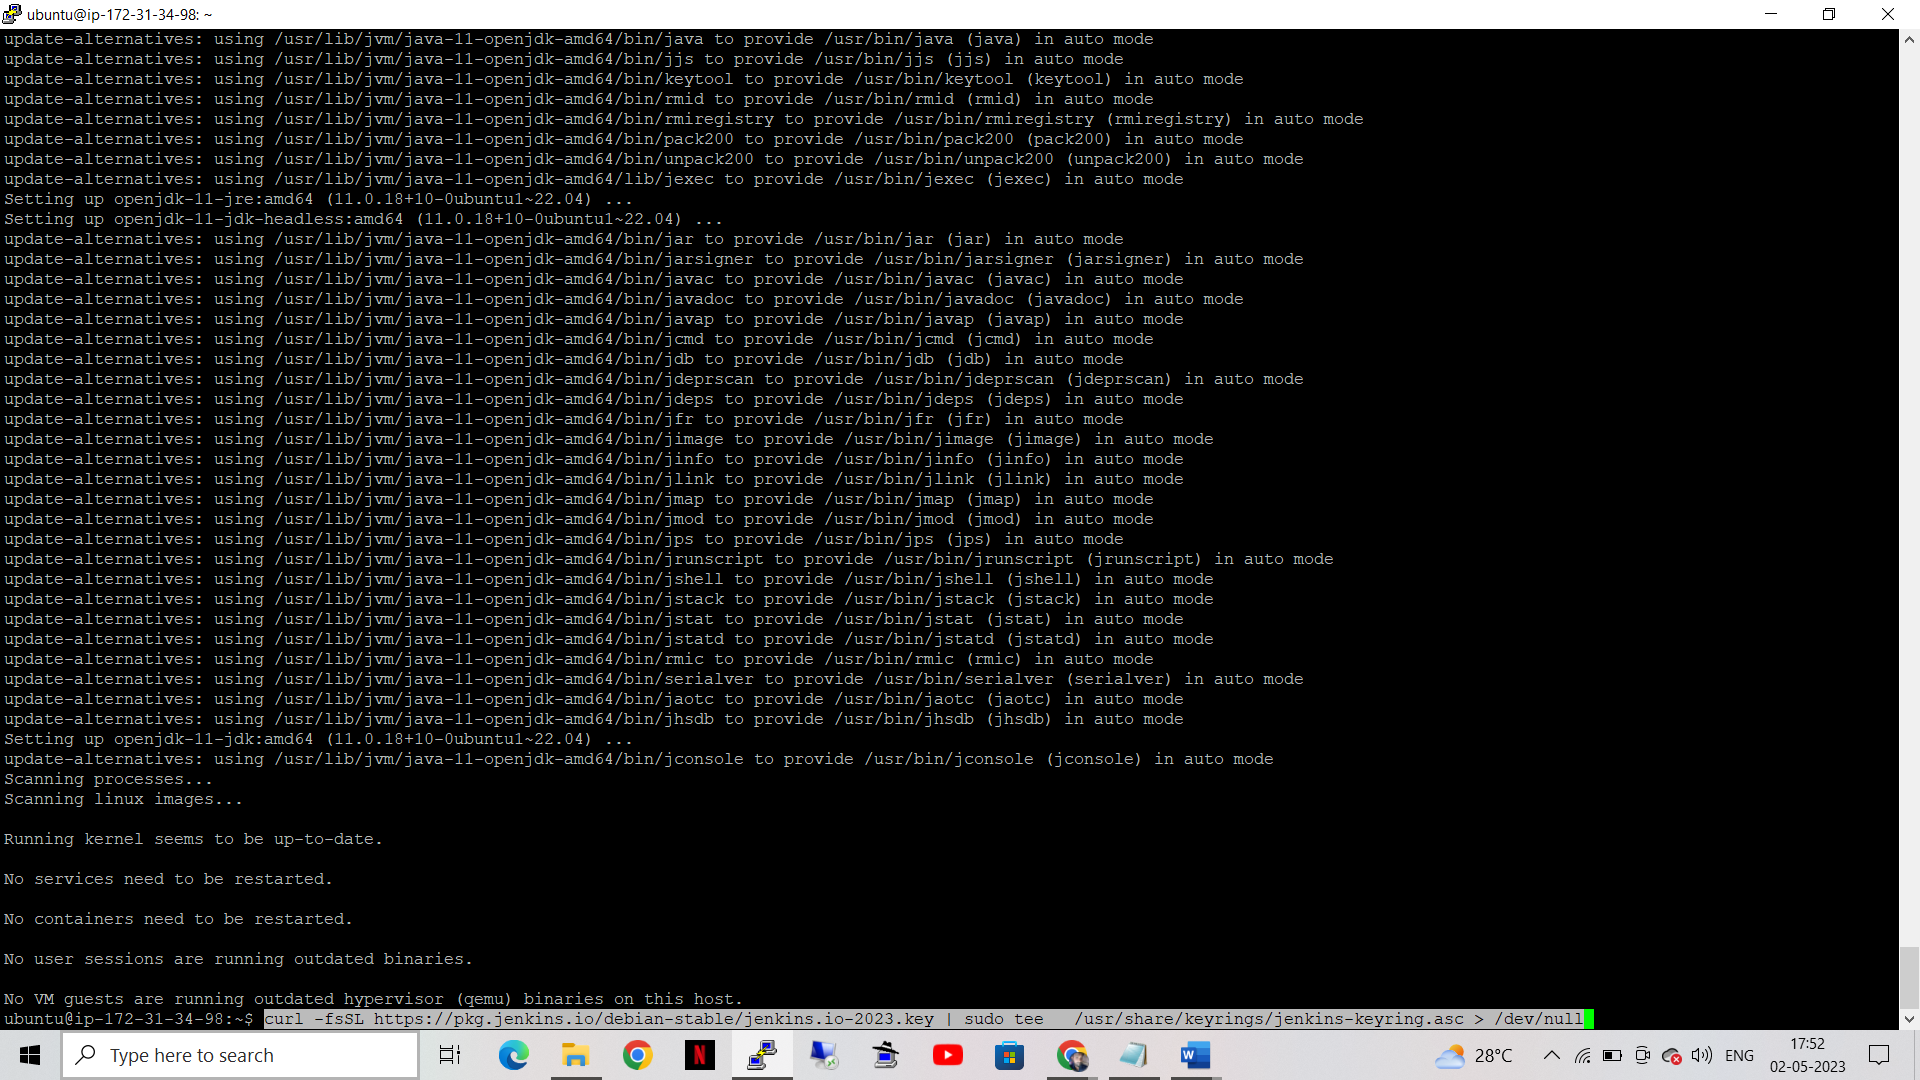 ubuntu@ip-172-31-34-98: ~
update-alternatives: using /usr/lib/jvm/java-11-openjdk-amd64/bin/java to provide /usr/bin/java (java) in auto mode
update-alternatives: using /usr/lib/jvm/java-11-openjdk-amd64/bin/jjs to provide /usr/bin/jjs (jjs) in auto mode
update-alternatives: using /usr/lib/jvm/java-11-openjdk-amd64/bin/keytool to provide /usr/bin/keytool (keytool) in auto mode
update-alternatives: using /usr/lib/jvm/java-11-openjdk-amd64/bin/rmid to provide /usr/bin/rmid (rmid) in auto mode
update-alternatives: using /usr/lib/jvm/java-11-openjdk-amd64/bin/rmiregistry to provide /usr/bin/rmiregistry (rmiregistry) in auto mode
update-alternatives: using /usr/lib/jvm/java-11-openjdk-amd64/bin/pack200 to provide /usr/bin/pack200 (pack200) in auto mode
update-alternatives: using /usr/lib/jvm/java-11-openjdk-amd64/bin/unpack200 to provide /usr/bin/unpack200 (unpack200) in auto mode
update-alternatives: using /usr/lib/jvm/java-11-openjdk-amd64/lib/jexec to provide /usr/bin/jexec (jexec) in auto mode
Setting up openjdk-11-jre:amd64 (11.0.18+10-0ubuntu1~22.04) ...
Setting up openjdk-11-jdk-headless:amd64 (11.0.18+10-0ubuntu1~22.04) ...
update-alternatives: using /usr/lib/jvm/java-11-openjdk-amd64/bin/jar to provide /usr/bin/jar (jar) in auto mode
update-alternatives: using /usr/lib/jvm/java-11-openjdk-amd64/bin/jarsigner to provide /usr/bin/jarsigner (jarsigner) in auto mode
update-alternatives: using /usr/lib/jvm/java-11-openjdk-amd64/bin/javac to provide /usr/bin/javac (javac) in auto mode
update-alternatives: using /usr/lib/jvm/java-11-openjdk-amd64/bin/javadoc to provide /usr/bin/javadoc (javadoc) in auto mode
update-alternatives: using /usr/lib/jvm/java-11-openjdk-amd64/bin/javap to provide /usr/bin/javap (javap) in auto mode
update-alternatives: using /usr/lib/jvm/java-11-openjdk-amd64/bin/jcmd to provide /usr/bin/jcmd (jcmd) in auto mode
update-alternatives: using /usr/lib/jvm/java-11-openjdk-amd64/bin/jdb to provide /usr/bin/jdb (jdb) in auto mode
update-alternatives: using /usr/lib/jvm/java-11-openjdk-amd64/bin/jdeprscan to provide /usr/bin/jdeprscan (jdeprscan) in auto mode
update-alternatives: using /usr/lib/jvm/java-11-openjdk-amd64/bin/jdeps to provide /usr/bin/jdeps (jdeps) in auto mode
update-alternatives: using /usr/lib/jvm/java-11-openjdk-amd64/bin/jfr to provide /usr/bin/jfr (jfr) in auto mode
update-alternatives: using /usr/lib/jvm/java-11-openjdk-amd64/bin/jimage to provide /usr/bin/jimage (jimage) in auto mode
update-alternatives: using /usr/lib/jvm/java-11-openjdk-amd64/bin/jinfo to provide /usr/bin/jinfo (jinfo) in auto mode
update-alternatives: using /usr/lib/jvm/java-11-openjdk-amd64/bin/jlink to provide /usr/bin/jlink (jlink) in auto mode
update-alternatives: using /usr/lib/jvm/java-11-openjdk-amd64/bin/jmap to provide /usr/bin/jmap (jmap) in auto mode
update-alternatives: using /usr/lib/jvm/java-11-openjdk-amd64/bin/jmod to provide /usr/bin/jmod (jmod) in auto mode
update-alternatives: using /usr/lib/jvm/java-11-openjdk-amd64/bin/jps to provide /usr/bin/jps (jps) in auto mode
update-alternatives: using /usr/lib/jvm/java-11-openjdk-amd64/bin/jrunscript to provide /usr/bin/jrunscript (jrunscript) in auto mode
update-alternatives: using /usr/lib/jvm/java-11-openjdk-amd64/bin/jshell to provide /usr/bin/jshell (jshell) in auto mode
update-alternatives: using /usr/lib/jvm/java-11-openjdk-amd64/bin/jstack to provide /usr/bin/jstack (jstack) in auto mode
update-alternatives: using /usr/lib/jvm/java-11-openjdk-amd64/bin/jstat to provide /usr/bin/jstat (jstat) in auto mode
update-alternatives: using /usr/lib/jvm/java-11-openjdk-amd64/bin/jstatd to provide /usr/bin/jstatd (jstatd) in auto mode
update-alternatives: using /usr/lib/jvm/java-11-openjdk-amd64/bin/rmic to provide /usr/bin/rmic (rmic) in auto mode
update-alternatives: using /usr/lib/jvm/java-11-openjdk-amd64/bin/serialver to provide /usr/bin/serialver (serialver) in auto mode
update-alternatives: using /usr/lib/jvm/java-11-openjdk-amd64/bin/jaotc to provide /usr/bin/jaotc (jaotc) in auto mode
update-alternatives: using /usr/lib/jvm/java-11-openjdk-amd64/bin/jhsdb to provide /usr/bin/jhsdb (jhsdb) in auto mode
Setting up openjdk-11-jdk:amd64 (11.0.18+10-0ubuntu1~22.04) ...
update-alternatives: using /usr/lib/jvm/java-11-openjdk-amd64/bin/jconsole to provide /usr/bin/jconsole (jconsole) in auto mode
Scanning processes...
Scanning linux images...
Running kernel seems to be up-to-date.
No services need to be restarted.
No containers need to be restarted.
No user sessions are running outdated binaries.
No VM guests are running outdated hypervisor (qemu) binaries on this host.
ubuntu@ip-172-31-34-98:~$ curl -fsSL https://pkg.jenkins.io/debian-stable/jenkins.io-2023.key | sudo tee   /usr/share/keyrings/jenkins-keyring.asc > /dev/null
Type here to search
N
W
28°C
ENG
17:52
02-05-2023